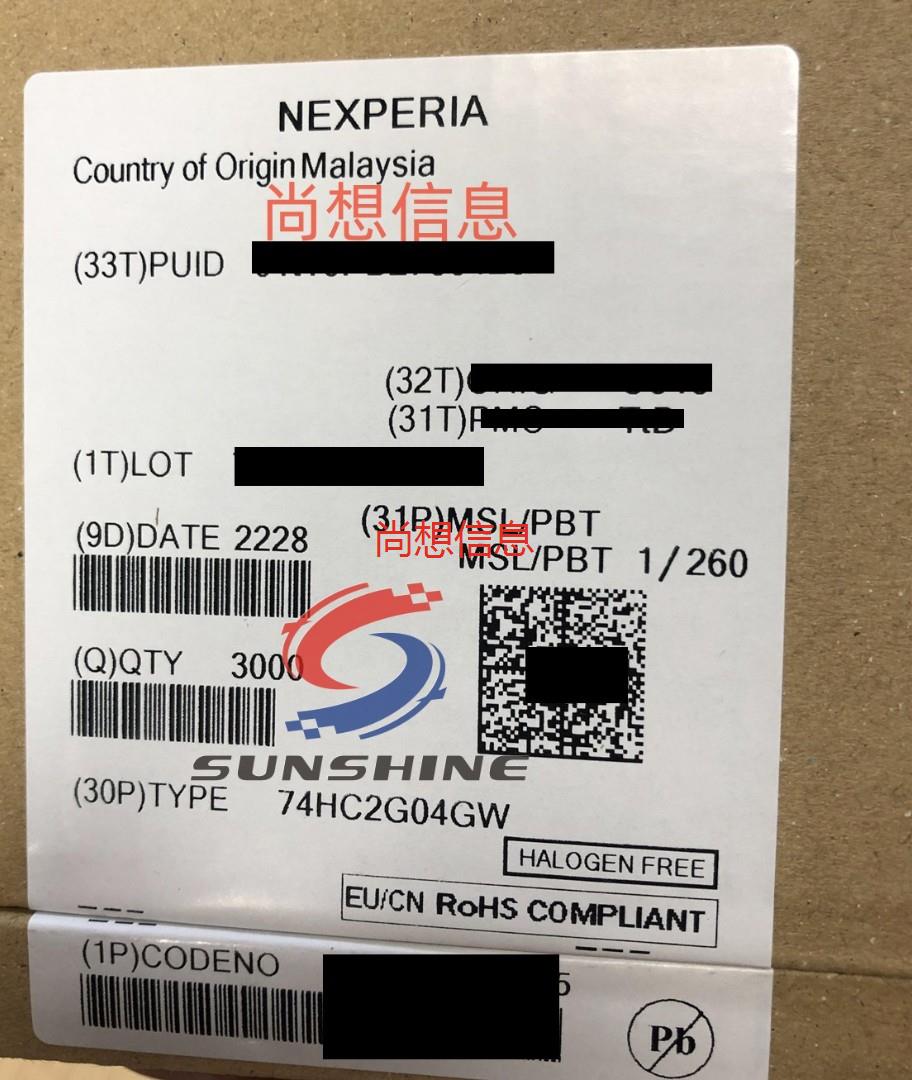 NEXPERIA
Country of Origin Malaysia
尚想信息
(33T)PUID
(32T)
(31T)
(1T)LOT
(31P)MSL/PBT
尚想信息
(9D)DATE 2228
MSL/PBT 1/260
(Q)QTY 3000
SUNSHINE
(30P)TYPE 74HC2G04GW
HALOGEN FREE
EU/CN RoHS COMPLIANT
(1P)CODENO
5
Pb